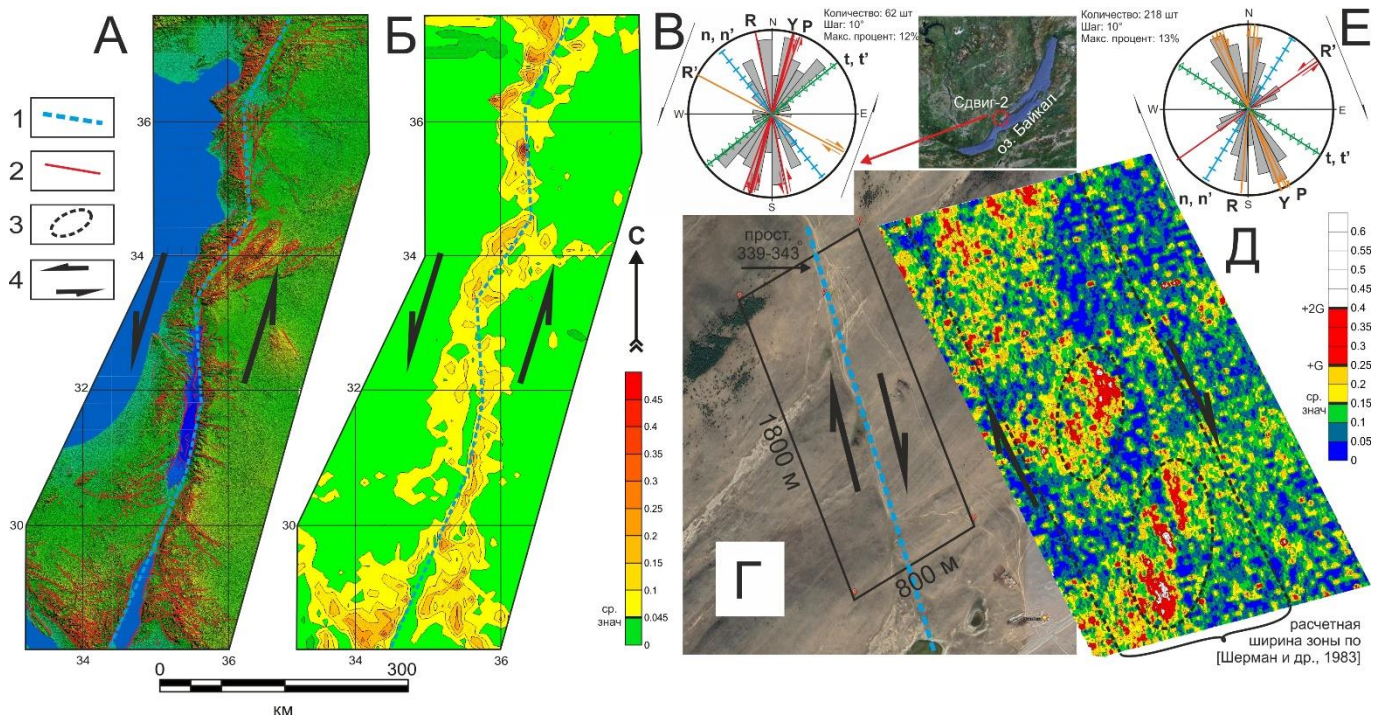 А
1
2
3
4
36
34
32
30
34
36
0
300
км
Б
36
34
32
30
34
36
С
0.45
0.4
0.35
0.3
0.25
0.2
0.15
0.1
ср.
знач
0.045
0
В
Количество: 62 шт
Шаг: 10°
Макс. процент: 12%
N
R
Y
P
n, n'
t, t'
R'
W
E
S
Сдвиг-2
оз. Байкал
Количество: 218 шт
Шаг: 10°
Макс. процент: 13%
Е
N
R'
W
E
t, t'
n, n'
R
S
Y
P
прост.
339-343°
1800 м
800 м
Г
Д
0.6
0.55
0.5
0.45
+2G
0.4
0.35
0.3
+G
0.25
0.2
ср.
знач
0.15
0.1
0.05
0
расчетная
ширина зоны по
[Шерман и др., 1983]